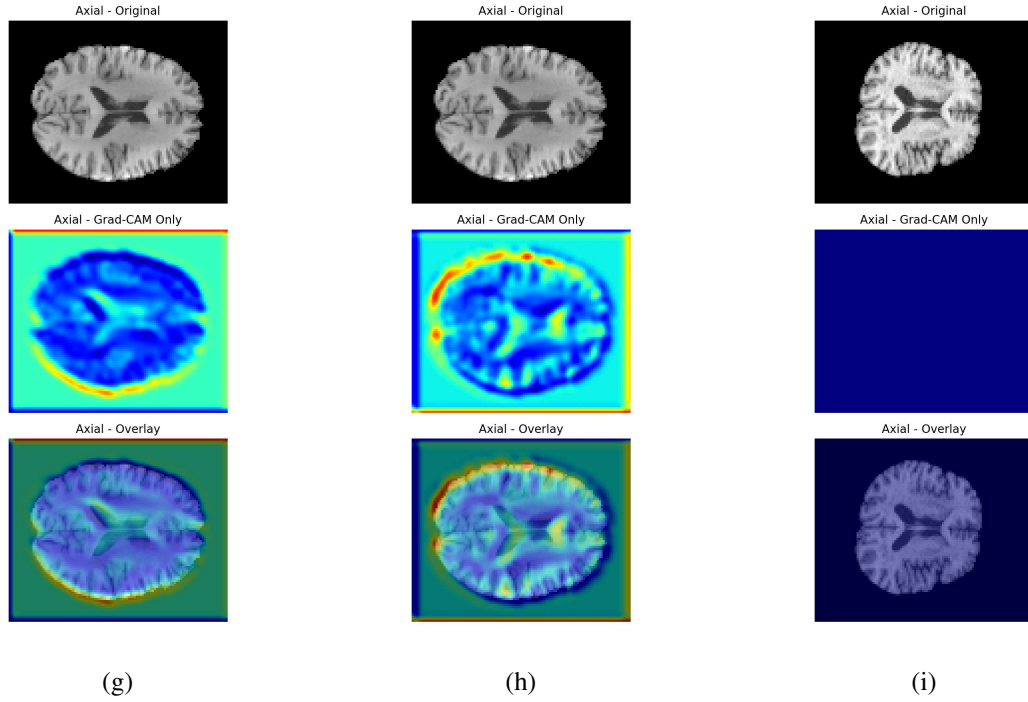 Axial - Original
Axial - Original
Axial - Original
Axial - Grad-CAM Only
Axial - Grad-CAM Only
Axial - Grad-CAM Only
Axial - Overlay
Axial - Overlay
Axial - Overlay
(g)
(h)
(i)